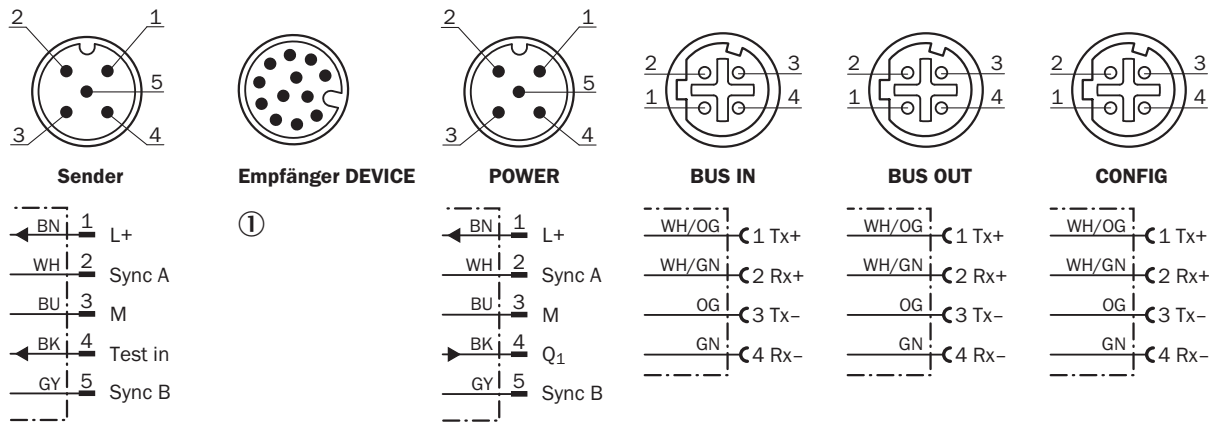 2 1
5
3 4
Sender
BN 1 L+
WH 2 Sync A
BU 3 M
BK 4 Test in
GY 5 Sync B
Empfänger DEVICE
①
2 1
5
3 4
POWER
BN 1 L+
WH 2 Sync A
BU 3 M
BK 4 Q₁
GY 5 Sync B
2 3
1 4
BUS IN
WH/OG 1 Tx+
WH/GN 2 Rx+
OG 3 Tx–
GN 4 Rx–
2 3
1 4
BUS OUT
WH/OG 1 Tx+
WH/GN 2 Rx+
OG 3 Tx–
GN 4 Rx–
2 3
1 4
CONFIG
WH/OG 1 Tx+
WH/GN 2 Rx+
OG 3 Tx–
GN 4 Rx–